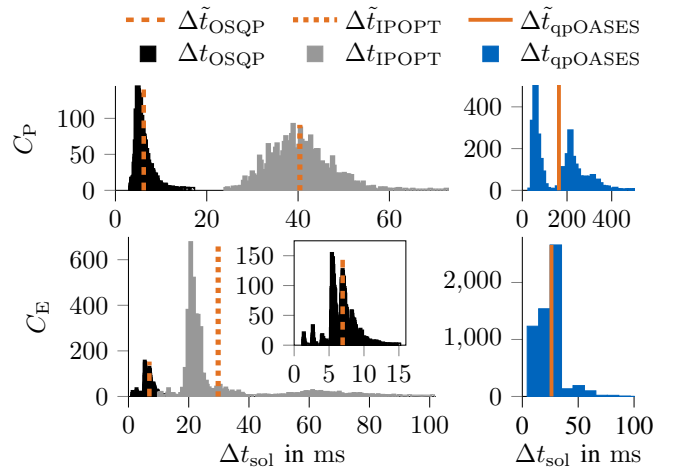 Δt̃OSQP Δt̃IPOPT Δt̃qpOASES
ΔtOSQP ΔtIPOPT ΔtqpOASES
CP
100
50
0
0 20 40 60
400
200
0
0 200 400
CE
600
400
200
0
0 20 40 60 80 100
Δtsol in ms
150
100
50
0
0 5 10 15
2,000
1,000
0
0 50 100
Δtsol in ms